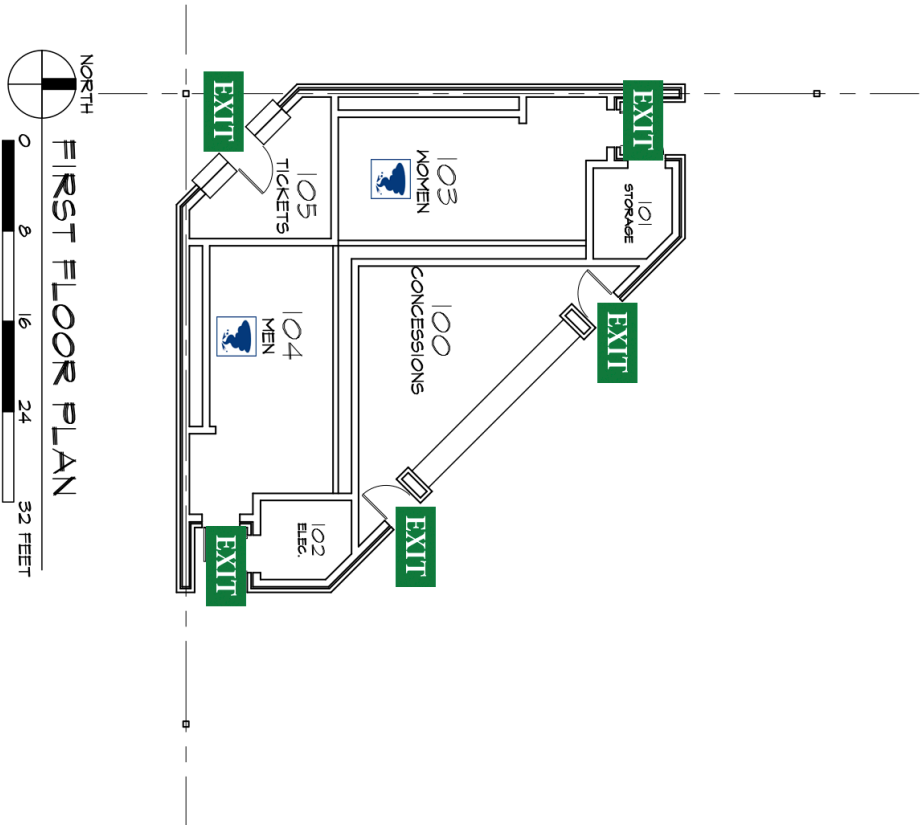 EXIT
EXIT
105
TICKETS
103
WOMEN
101
STORAGE
104
MEN
100
CONCESSIONS
EXIT
102
ELEC.
EXIT
EXIT
NORTH
FIRST FLOOR PLAN
0 8 16 24 32 FEET